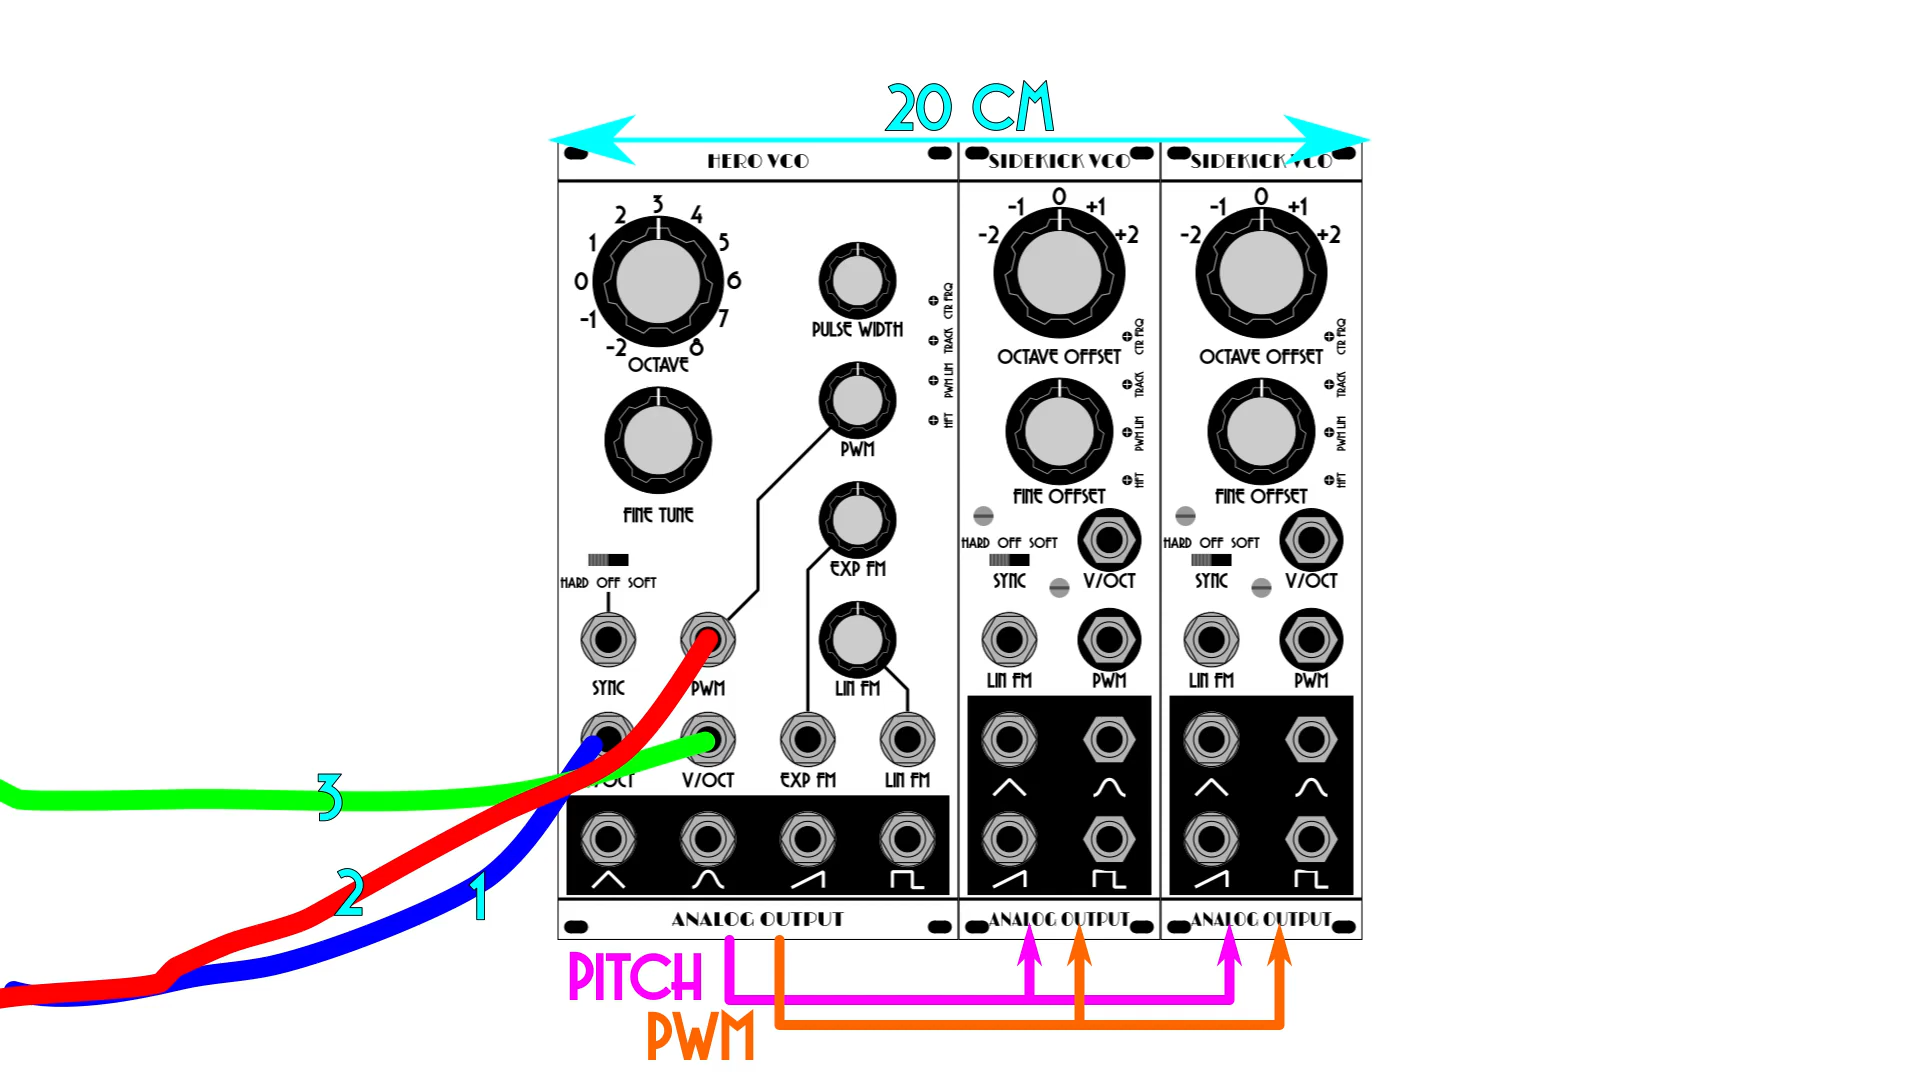 20 CM
HERO VCO
SIDEKICK VCO
SIDEKICK VCO
-2 -1 0 1 2 3 4 5 6 7 8
OCTAVE
FINE TUNE
PULSE WIDTH
PWM
EXP FM
LIN FM
CTR FRQ
TRACK
PWM LIM
HFT
HARD OFF SOFT
SYNC
PWM
V/OCT
EXP FM
LIN FM
ANALOG OUTPUT
-2 -1 0 +1 +2
OCTAVE OFFSET
CTR FRQ
TRACK
PWM LIM
HFT
FINE OFFSET
HARD OFF SOFT
SYNC
V/OCT
LIN FM
PWM
ANALOG OUTPUT
-2 -1 0 +1 +2
OCTAVE OFFSET
CTR FRQ
TRACK
PWM LIM
HFT
FINE OFFSET
HARD OFF SOFT
SYNC
V/OCT
LIN FM
PWM
ANALOG OUTPUT
3
2
1
PITCH
PWM